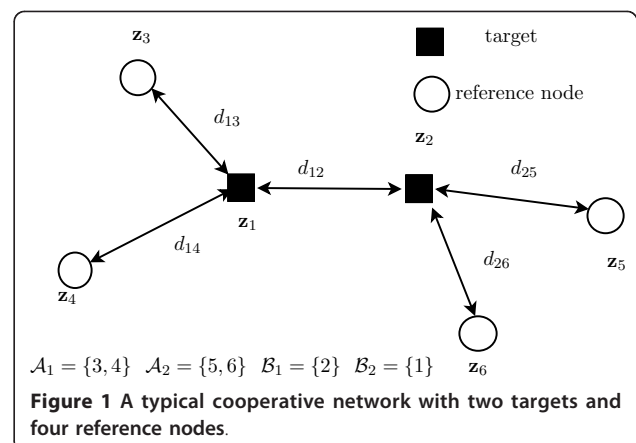 z3
target
reference node
z2
d13
d12
d25
z1
d14
d26
z5
z4
z6
A1 = {3, 4} A2 = {5, 6} B1 = {2} B2 = {1}
Figure 1 A typical cooperative network with two targets and
four reference nodes.